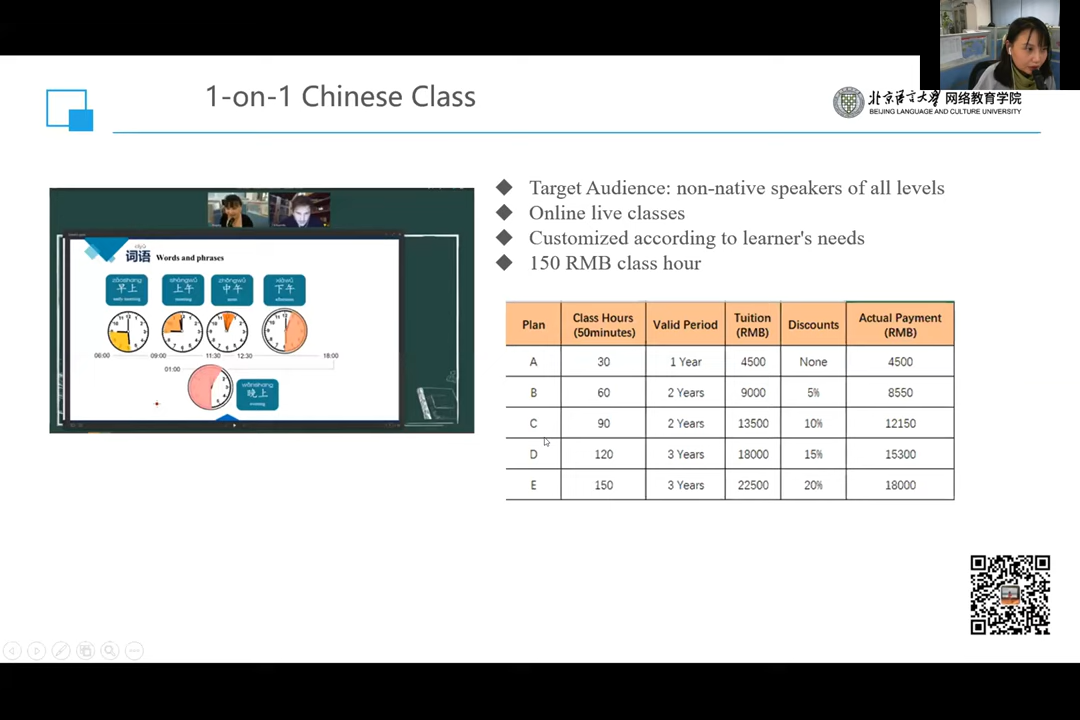 1-on-1 Chinese Class
北京语言大学 网络教育学院
BEIJING LANGUAGE AND CULTURE UNIVERSITY
cíyǔ
词语 Words and phrases
zǎoshang shàngwǔ zhōngwǔ xiàwǔ
早上 上午 中午 下午
early morning morning noon afternoon
06:00 09:00 11:30 12:30 18:00
01:00
wǎnshang
晚上
evening
Target Audience: non-native speakers of all levels
Online live classes
Customized according to learner's needs
150 RMB class hour
Plan Class Hours (50minutes) Valid Period Tuition (RMB) Discounts Actual Payment (RMB)
A 30 1 Year 4500 None 4500
B 60 2 Years 9000 5% 8550
C 90 2 Years 13500 10% 12150
D 120 3 Years 18000 15% 15300
E 150 3 Years 22500 20% 18000